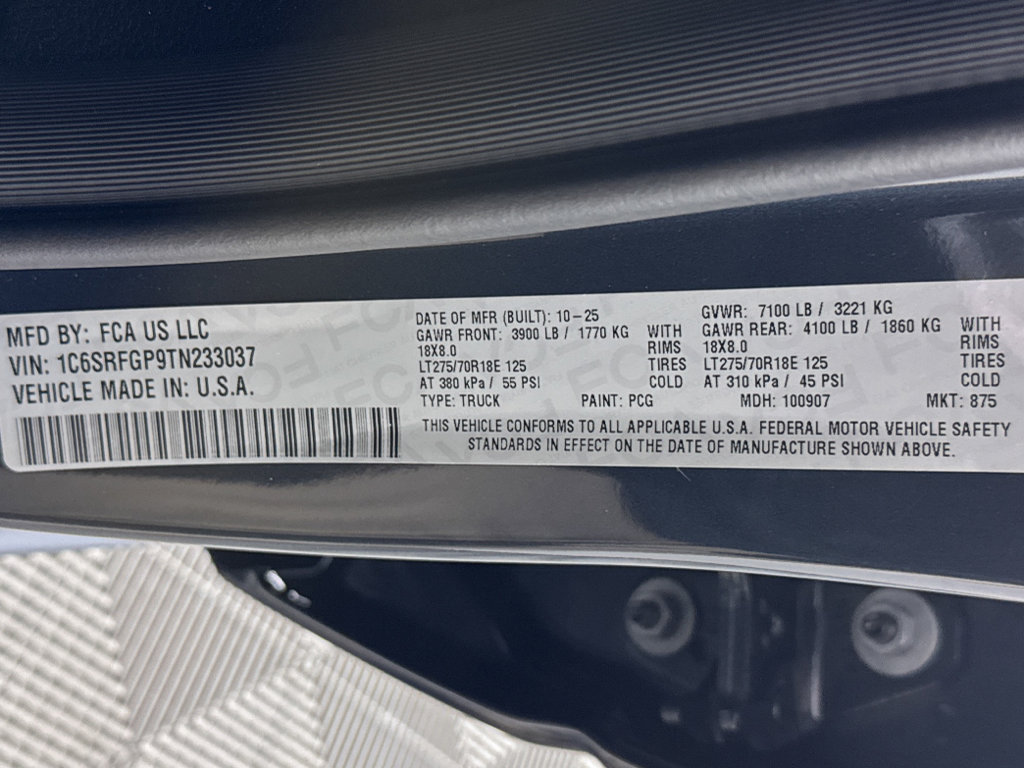 MFD BY: FCA US LLC
VIN: 1C6SRFGP9TN233037
VEHICLE MADE IN: U.S.A.
DATE OF MFR (BUILT): 10-25
GAWR FRONT: 3900 LB / 1770 KG WITH
18X8.0 RIMS
LT275/70R18E 125 TIRES
AT 380 kPa / 55 PSI COLD
GVWR: 7100 LB / 3221 KG
GAWR REAR: 4100 LB / 1860 KG WITH
18X8.0 RIMS
LT275/70R18E 125 TIRES
AT 310 kPa / 45 PSI COLD
TYPE: TRUCK PAINT: PCG MDH: 100907 MKT: 875
THIS VEHICLE CONFORMS TO ALL APPLICABLE U.S.A. FEDERAL MOTOR VEHICLE SAFETY
STANDARDS IN EFFECT ON THE DATE OF MANUFACTURE SHOWN ABOVE.